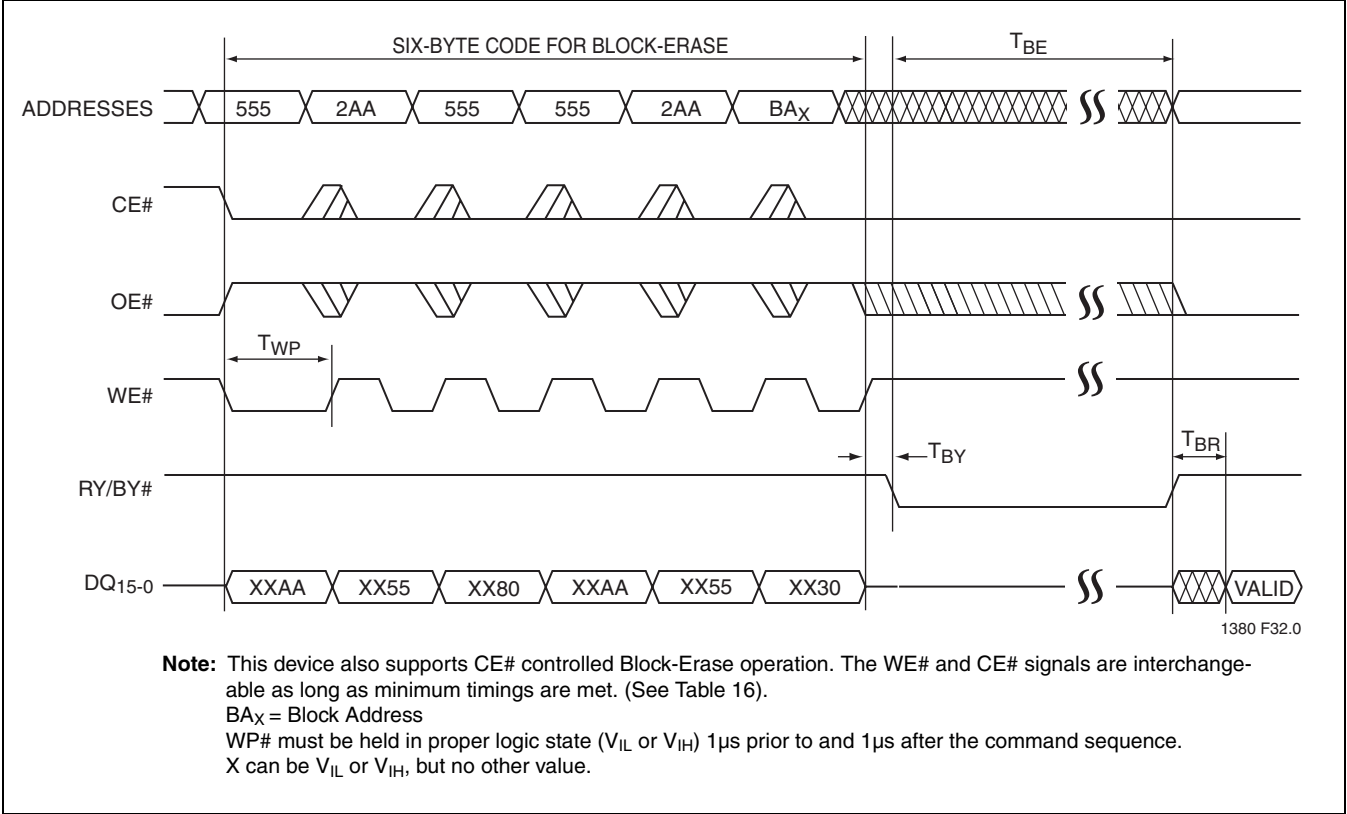 SIX-BYTE CODE FOR BLOCK-ERASE
TBE
ADDRESSES 555 2AA 555 555 2AA BAX
CE#
OE#
TWP
WE#
TBY
TBR
RY/BY#
DQ15-0 XXAA XX55 XX80 XXAA XX55 XX30 VALID
1380 F32.0
Note: This device also supports CE# controlled Block-Erase operation. The WE# and CE# signals are interchange-
able as long as minimum timings are met. (See Table 16).
BAX = Block Address
WP# must be held in proper logic state (VIL or VIH) 1µs prior to and 1µs after the command sequence.
X can be VIL or VIH, but no other value.